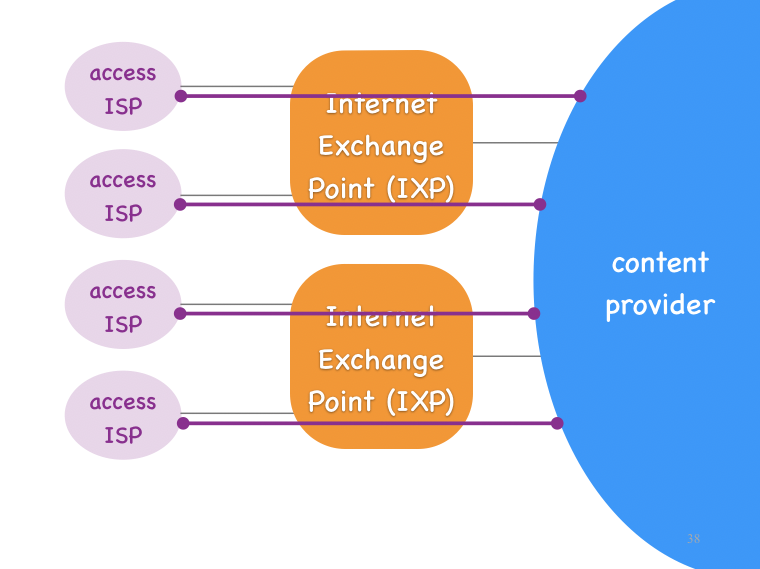 access
ISP
access
ISP
access
ISP
access
ISP
Internet
Exchange
Point (IXP)
Internet
Exchange
Point (IXP)
content
provider
38